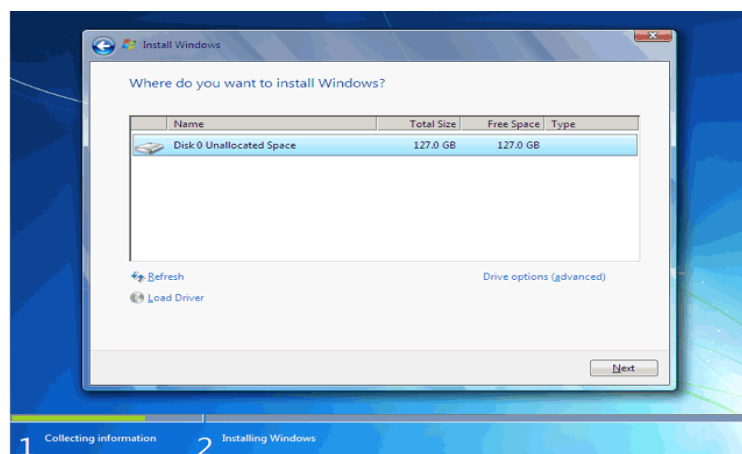 Install Windows
Where do you want to install Windows?
Name Total Size Free Space Type
Disk 0 Unallocated Space 127.0 GB 127.0 GB
Refresh Drive options (advanced)
Load Driver
Next
1 Collecting information 2 Installing Windows